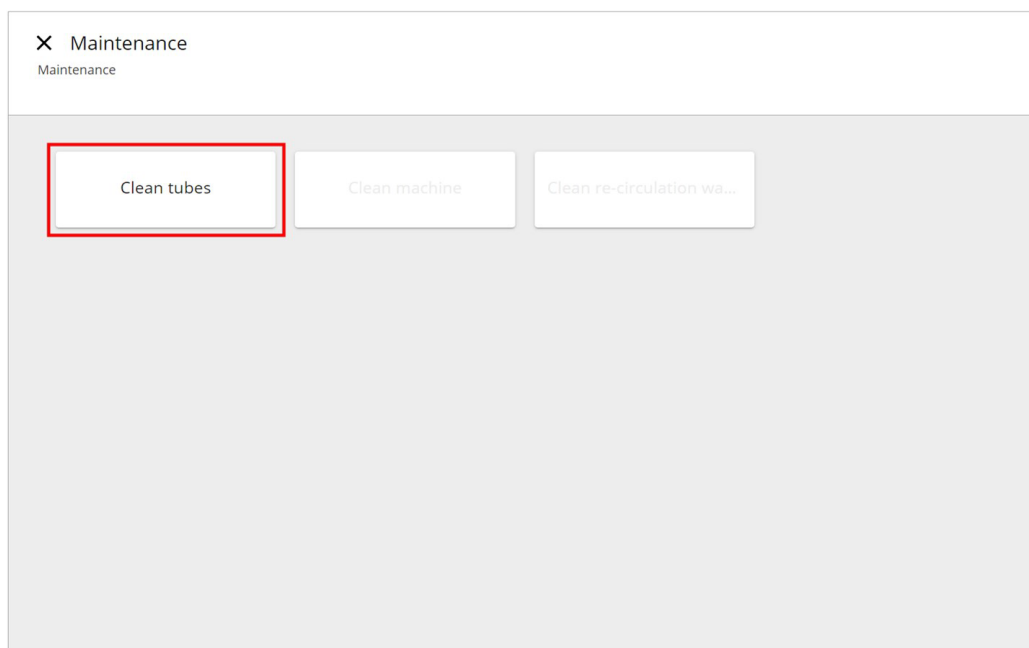 Maintenance
Maintenance
Clean tubes
Clean machine
Clean re-circulation wa...